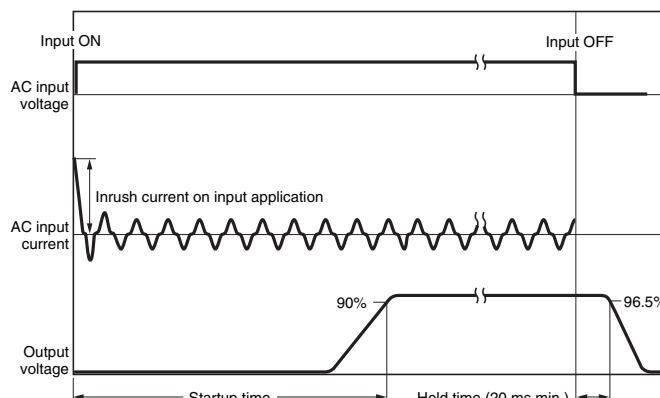 Input ON
Input OFF
AC input
voltage
Inrush current on input application
AC input
current
90%
96.5%
Output
voltage
Startup time
Hold time (20 ms min.)